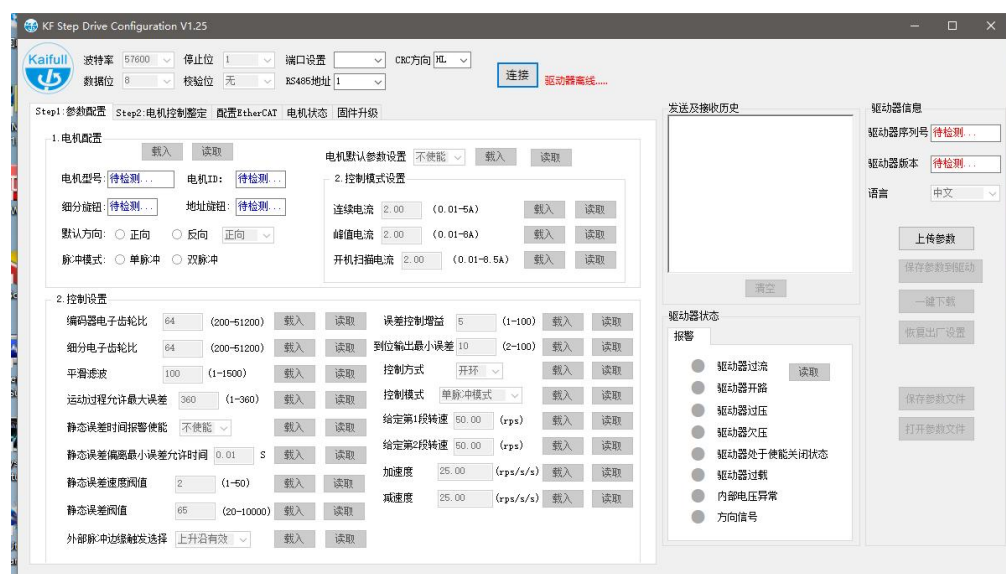 KF Step Drive Configuration V1.25
Kaifull
波特率 57600 停止位 1 端口设置 CRC方向 HL
数据位 8 校验位 无 RS485地址 1 连接 驱动器离线.....
Step1:参数配置 Step2:电机控制整定 配置EtherCAT 电机状态 固件升级
1.电机配置
载入 读取
电机型号: 待检测... 电机ID: 待检测...
细分旋钮: 待检测... 地址旋钮: 待检测...
默认方向: 正向 反向 正向
脉冲模式: 单脉冲 双脉冲
电机默认参数设置 不使能 载入 读取
2.控制模式设置
连续电流 2.00 (0.01-5A) 载入 读取
峰值电流 2.00 (0.01-6A) 载入 读取
开机扫描电流 2.00 (0.01-6.5A) 载入 读取
2.控制设置
编码器电子齿轮比 64 (200-51200) 载入 读取
细分电子齿轮比 64 (200-51200) 载入 读取
平滑滤波 100 (1-1500) 载入 读取
运动过程允许最大误差 360 (1-360) 载入 读取
静态误差时间报警使能 不使能 载入 读取
静态误差偏离最小误差允许时间 0.01 S 载入 读取
静态误差速度阀值 2 (1-50) 载入 读取
静态误差阀值 65 (20-10000) 载入 读取
外部脉冲边缘触发选择 上升沿有效 载入 读取
误差控制增益 5 (1-100) 载入 读取
到位输出最小误差 10 (2-100) 载入 读取
控制方式 开环 载入 读取
控制模式 单脉冲模式 载入 读取
给定第1段转速 50.00 (rps) 载入 读取
给定第2段转速 50.00 (rps) 载入 读取
加速度 25.00 (rps/s/s) 载入 读取
减速度 25.00 (rps/s/s) 载入 读取
发送及接收历史
清空
驱动器状态
报警
驱动器过流 读取
驱动器开路
驱动器过压
驱动器欠压
驱动器处于使能关闭状态
驱动器过载
内部电压异常
方向信号
驱动器信息
驱动器序列号 待检测...
驱动器版本 待检测...
语言 中文
上传参数
保存参数到驱动
一键下载
恢复出厂设置
保存参数文件
打开参数文件